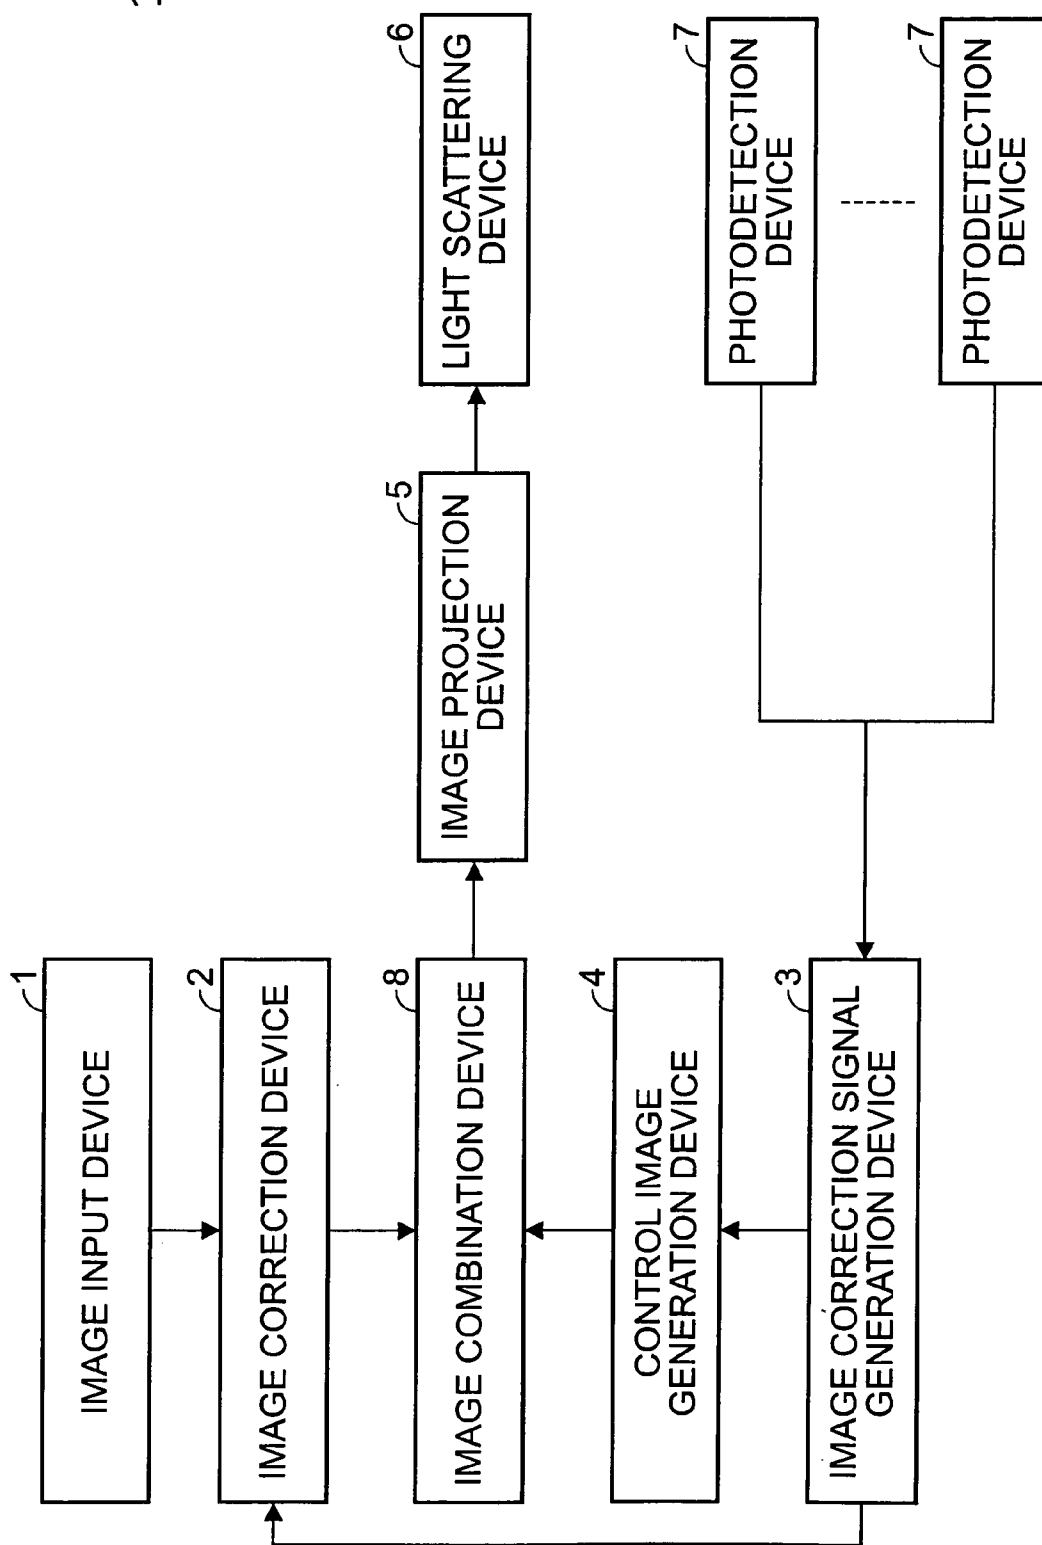 1
IMAGE INPUT DEVICE
2
IMAGE CORRECTION DEVICE
8
IMAGE COMBINATION DEVICE
4
CONTROL IMAGE
GENERATION DEVICE
3
IMAGE CORRECTION SIGNAL
GENERATION DEVICE
5
IMAGE PROJECTION
DEVICE
6
LIGHT SCATTERING
DEVICE
7
PHOTODETECTION
DEVICE
7
PHOTODETECTION
DEVICE